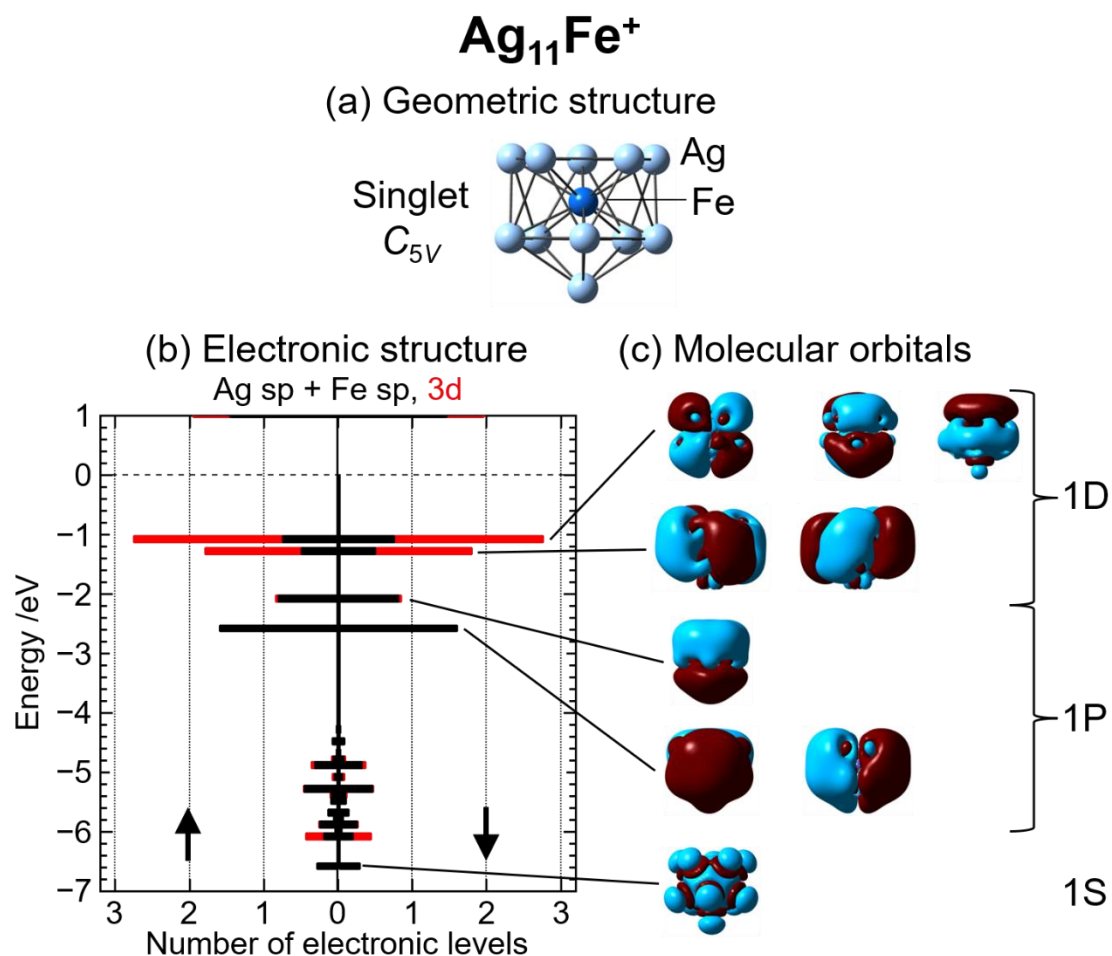 Ag₁₁Fe⁺
(a) Geometric structure
Ag
Singlet
Fe
C5V
(b) Electronic structure
(c) Molecular orbitals
Ag sp + Fe sp, 3d
Energy /eV
1
0
−1
−2
−3
−4
−5
−6
−7
3 2 1 0 1 2 3
Number of electronic levels
1D
1P
1S